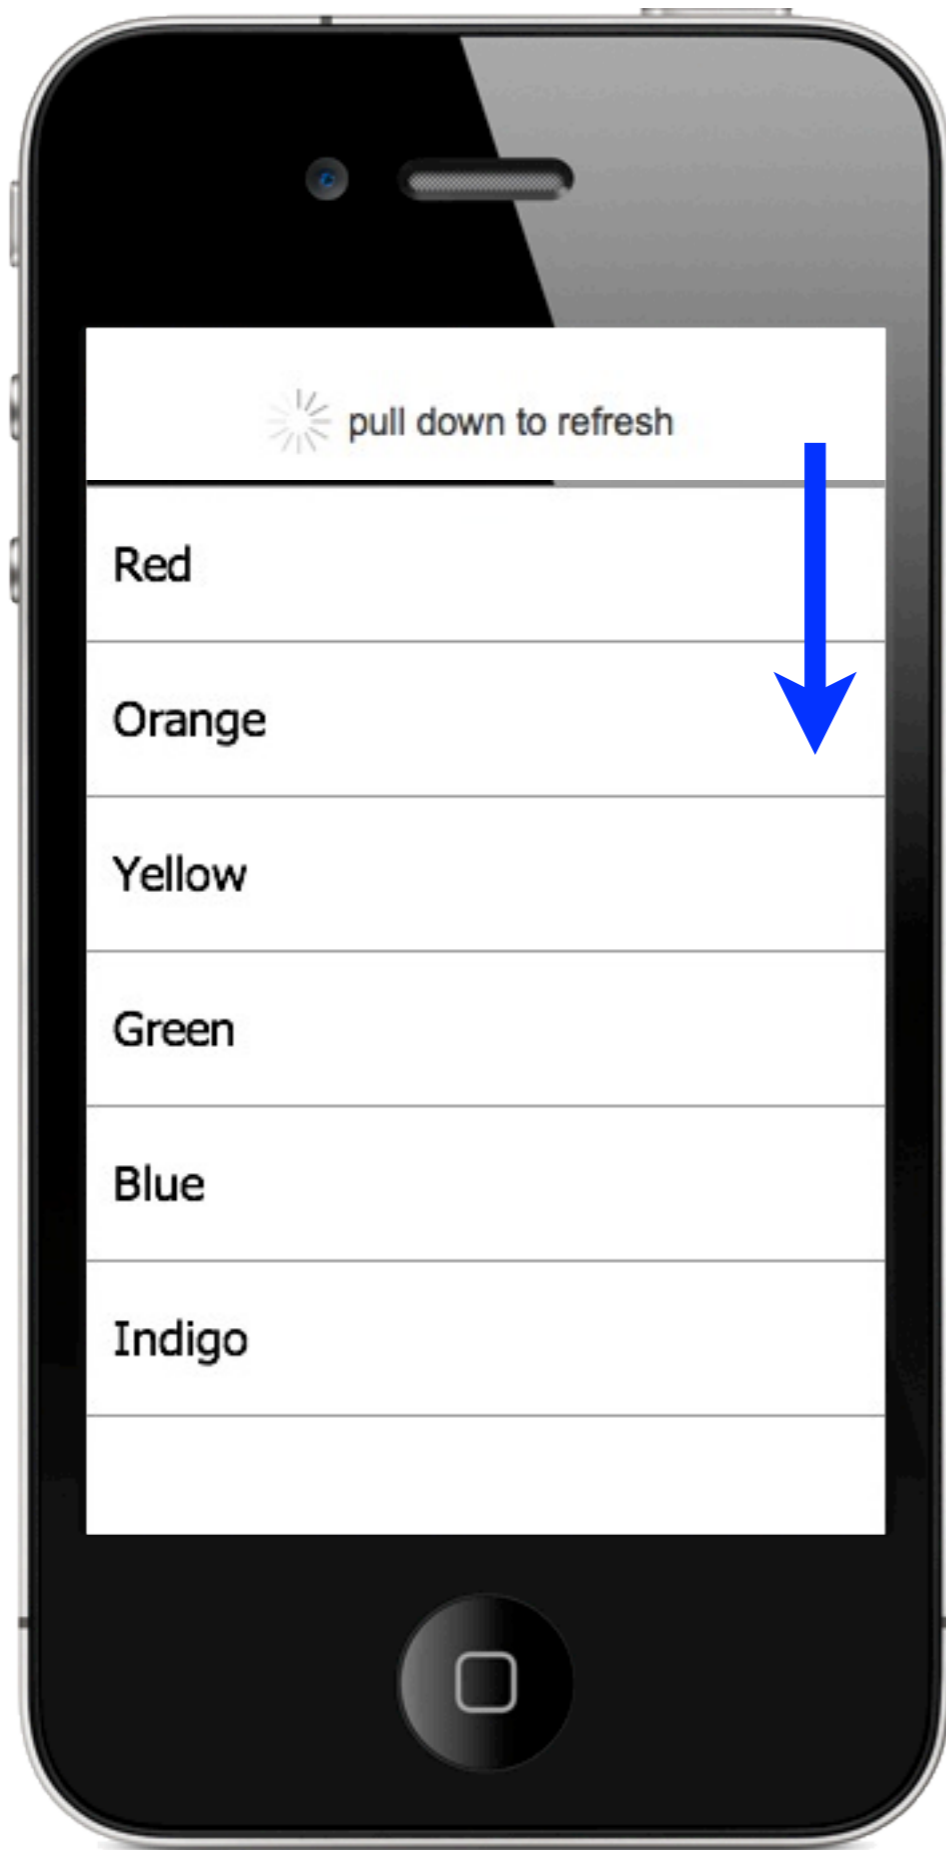 pull down to refresh
Red
Orange
Yellow
Green
Blue
Indigo